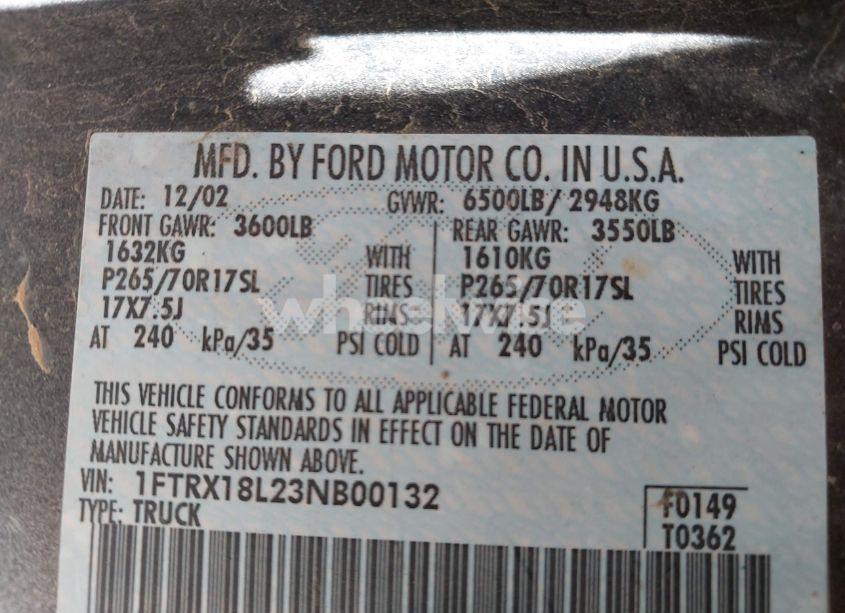 MFD. BY FORD MOTOR CO. IN U.S.A.
DATE: 12/02 GVWR: 6500LB/ 2948KG
FRONT GAWR: 3600LB REAR GAWR: 3550LB
1632KG WITH 1610KG WITH
P265/70R17SL TIRES P265/70R17SL TIRES
17X7.5J RIMS 17X7.5J RIMS
AT 240 kPa/35 PSI COLD AT 240 kPa/35 PSI COLD
wheelwise
THIS VEHICLE CONFORMS TO ALL APPLICABLE FEDERAL MOTOR
VEHICLE SAFETY STANDARDS IN EFFECT ON THE DATE OF
MANUFACTURE SHOWN ABOVE.
VIN: 1FTRX18L23NB00132
TYPE: TRUCK
F0149
T0362